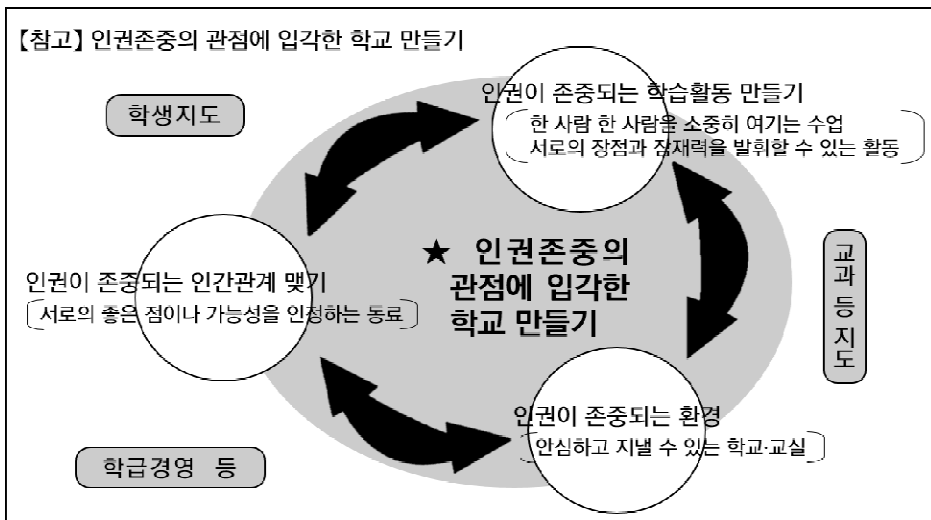 【참고】 인권존중의 관점에 입각한 학교 만들기
학생지도
인권이 존중되는 학습활동 만들기
한 사람 한 사람을 소중히 여기는 수업
서로의 장점과 잠재력을 발휘할 수 있는 활동
★ 인권존중의
관점에 입각한
학교 만들기
교과 등 지도
인권이 존중되는 인간관계 맺기
서로의 좋은 점이나 가능성을 인정하는 동료
인권이 존중되는 환경
안심하고 지낼 수 있는 학교·교실
학급경영 등